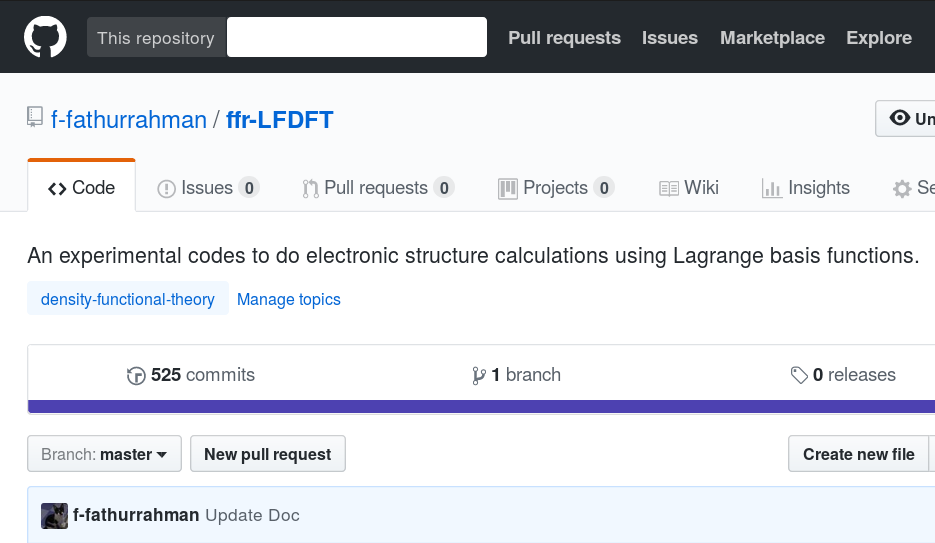 This repository Pull requests Issues Marketplace Explore
f-fathurrahman / ffr-LFDFT Un
Code Issues 0 Pull requests 0 Projects 0 Wiki Insights Se
An experimental codes to do electronic structure calculations using Lagrange basis functions.
density-functional-theory Manage topics
525 commits 1 branch 0 releases
Branch: master New pull request Create new file
f-fathurrahman Update Doc